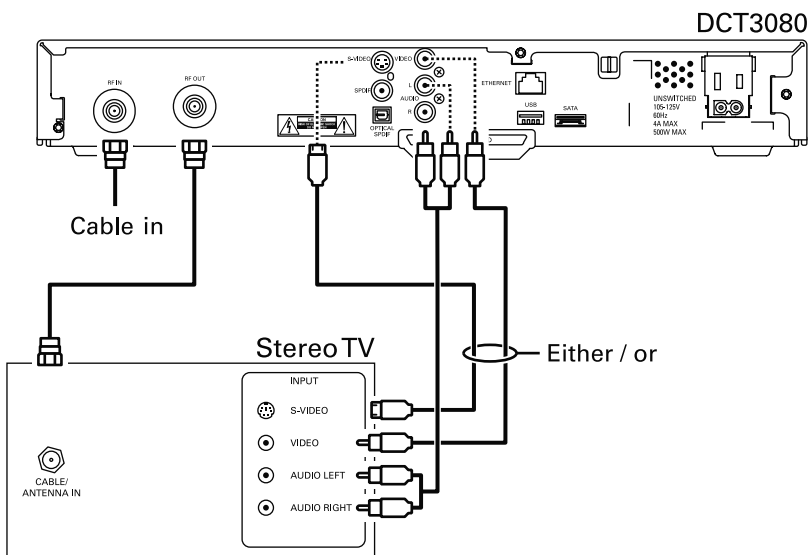 DCT3080
RF IN
RF OUT
S-VIDEO
VIDEO
SPDIF
L
AUDIO
R
OPTICAL
SPDIF
ETHERNET
USB
SATA
UNSWITCHED
105-125V
60Hz
4A MAX
500W MAX
Cable in
Stereo TV
Either / or
INPUT
S-VIDEO
VIDEO
AUDIO LEFT
AUDIO RIGHT
CABLE/
ANTENNA IN